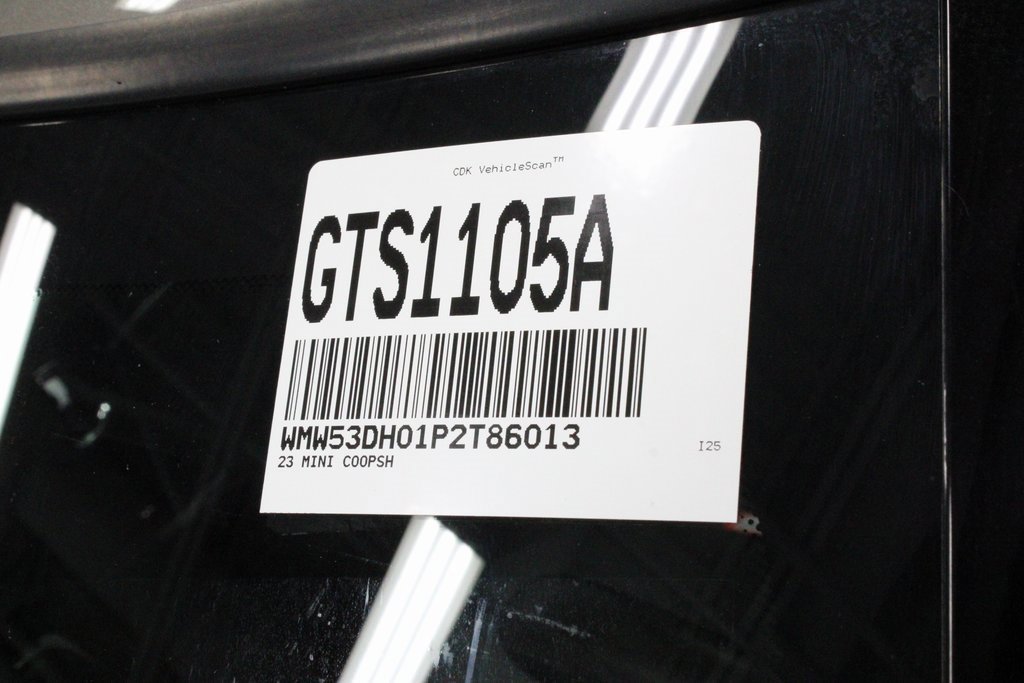 CDK VehicleScan™
GTS1105A
WMW53DH01P2T86013
I25
23 MINI COOPSH